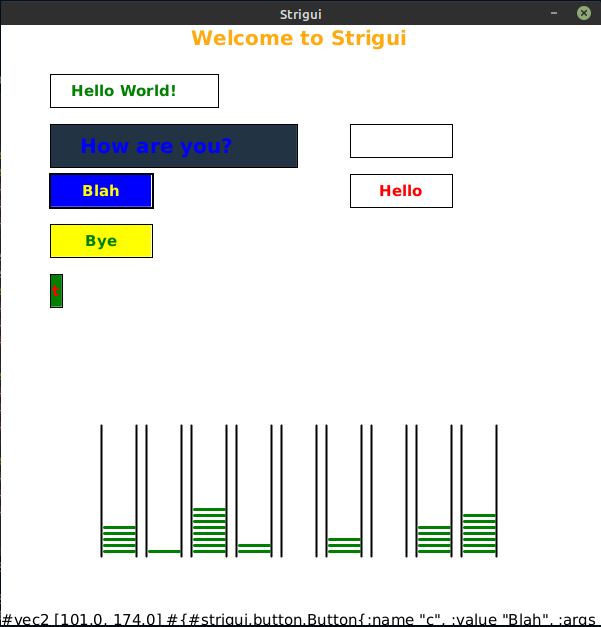 Strigui
Welcome to Strigui
Hello World!
How are you?
Blah
Hello
Bye
t
#vec2 [101.0, 174.0] #{#strigui.button.Button{:name "c", :value "Blah", :args